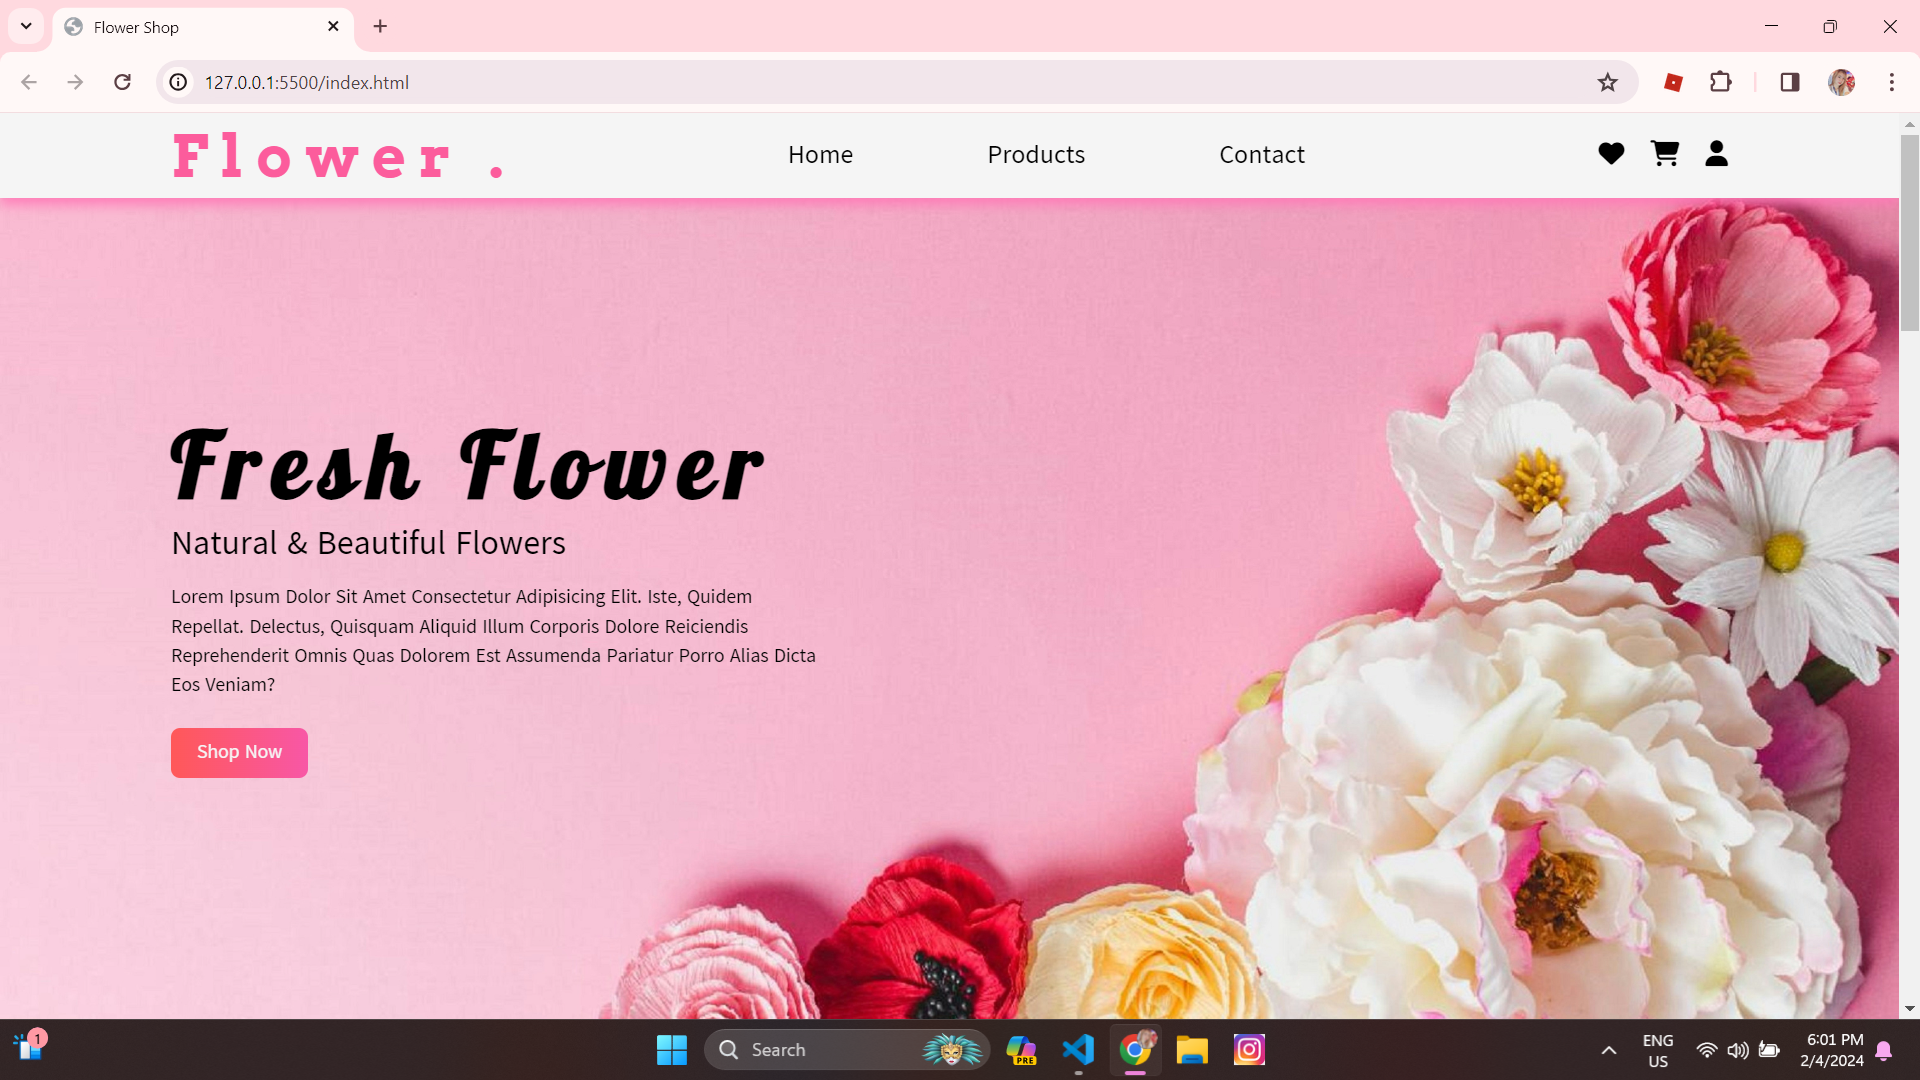 Flower Shop
127.0.0.1:5500/index.html
Flower .
Home
Products
Contact
Fresh Flower
Natural & Beautiful Flowers
Lorem Ipsum Dolor Sit Amet Consectetur Adipisicing Elit. Iste, Quidem
Repellat. Delectus, Quisquam Aliquid Illum Corporis Dolore Reiciendis
Reprehenderit Omnis Quas Dolorem Est Assumenda Pariatur Porro Alias Dicta
Eos Veniam?
Shop Now
1
Search
PRE
ENG
US
6:01 PM
2/4/2024